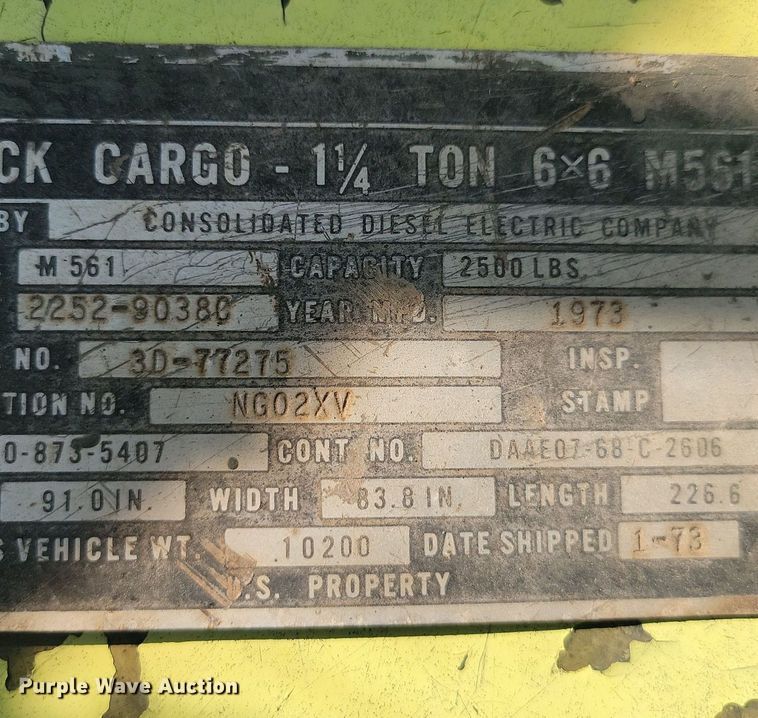 CK CARGO - 1¼ TON 6×6 M561
BY CONSOLIDATED DIESEL ELECTRIC COMPANY
M 561 CAPACITY 2500 LBS.
2252-9038C YEAR MFD. 1973
NO. 3D-77275 INSP.
TION NO. NG02XV STAMP
0-873-5407 CONT NO. DAAE07-68-C-2606
91.0 IN. WIDTH 83.8 IN. LENGTH 226.6
S VEHICLE WT. 10200 DATE SHIPPED 1-73
U.S. PROPERTY
Purple Wave Auction